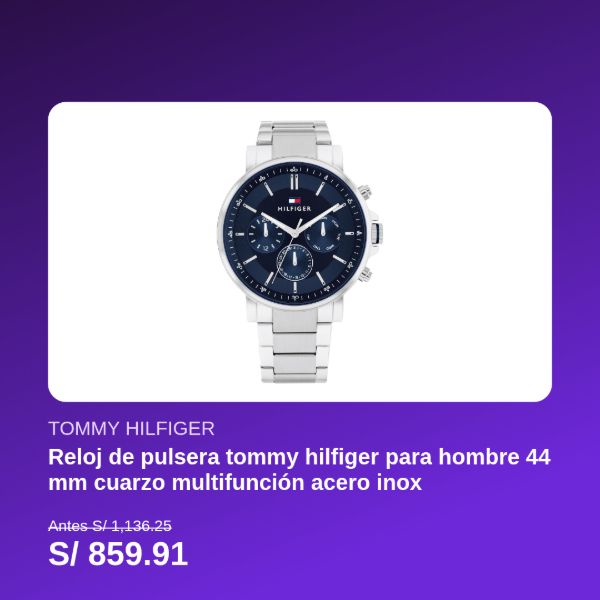 HILFIGER
TOMMY HILFIGER
Reloj de pulsera tommy hilfiger para hombre 44
mm cuarzo multifunción acero inox
Antes S/ 1,136.25
S/ 859.91